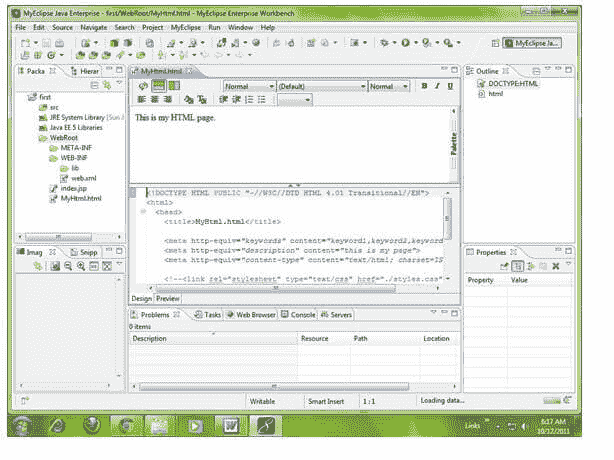 MyEclipse Java Enterprise - first/WebRoot/MyHtml.html - MyEclipse Enterprise Workbench
File Edit Source Navigate Search Project MyEclipse Run Window Help
MyEclipse Ja...
Packa Hierar
first
src
JRE System Library [Sun J
Java EE 5 Libraries
WebRoot
META-INF
WEB-INF
lib
web.xml
index.jsp
MyHtml.html
Imag Snipp
MyHtml.html
Normal (Default) Normal B I U
This is my HTML page.
Palette
<!DOCTYPE HTML PUBLIC "-//W3C//DTD HTML 4.01 Transitional//EN">
<html>
<head>
<title>MyHtml.html</title>
<meta http-equiv="keywords" content="keyword1,keyword2,keyword
<meta http-equiv="description" content="this is my page">
<meta http-equiv="content-type" content="text/html; charset=IS
<!--<link rel="stylesheet" type="text/css" href="./styles.css"
Design Preview
Problems Tasks Web Browser Console Servers
0 items
Description Resource Path Location
Outline
DOCTYPE:HTML
html
Properties
Property Value
Writable Smart Insert 1 : 1 Loading data...
Links
6:17 AM
10/17/2011